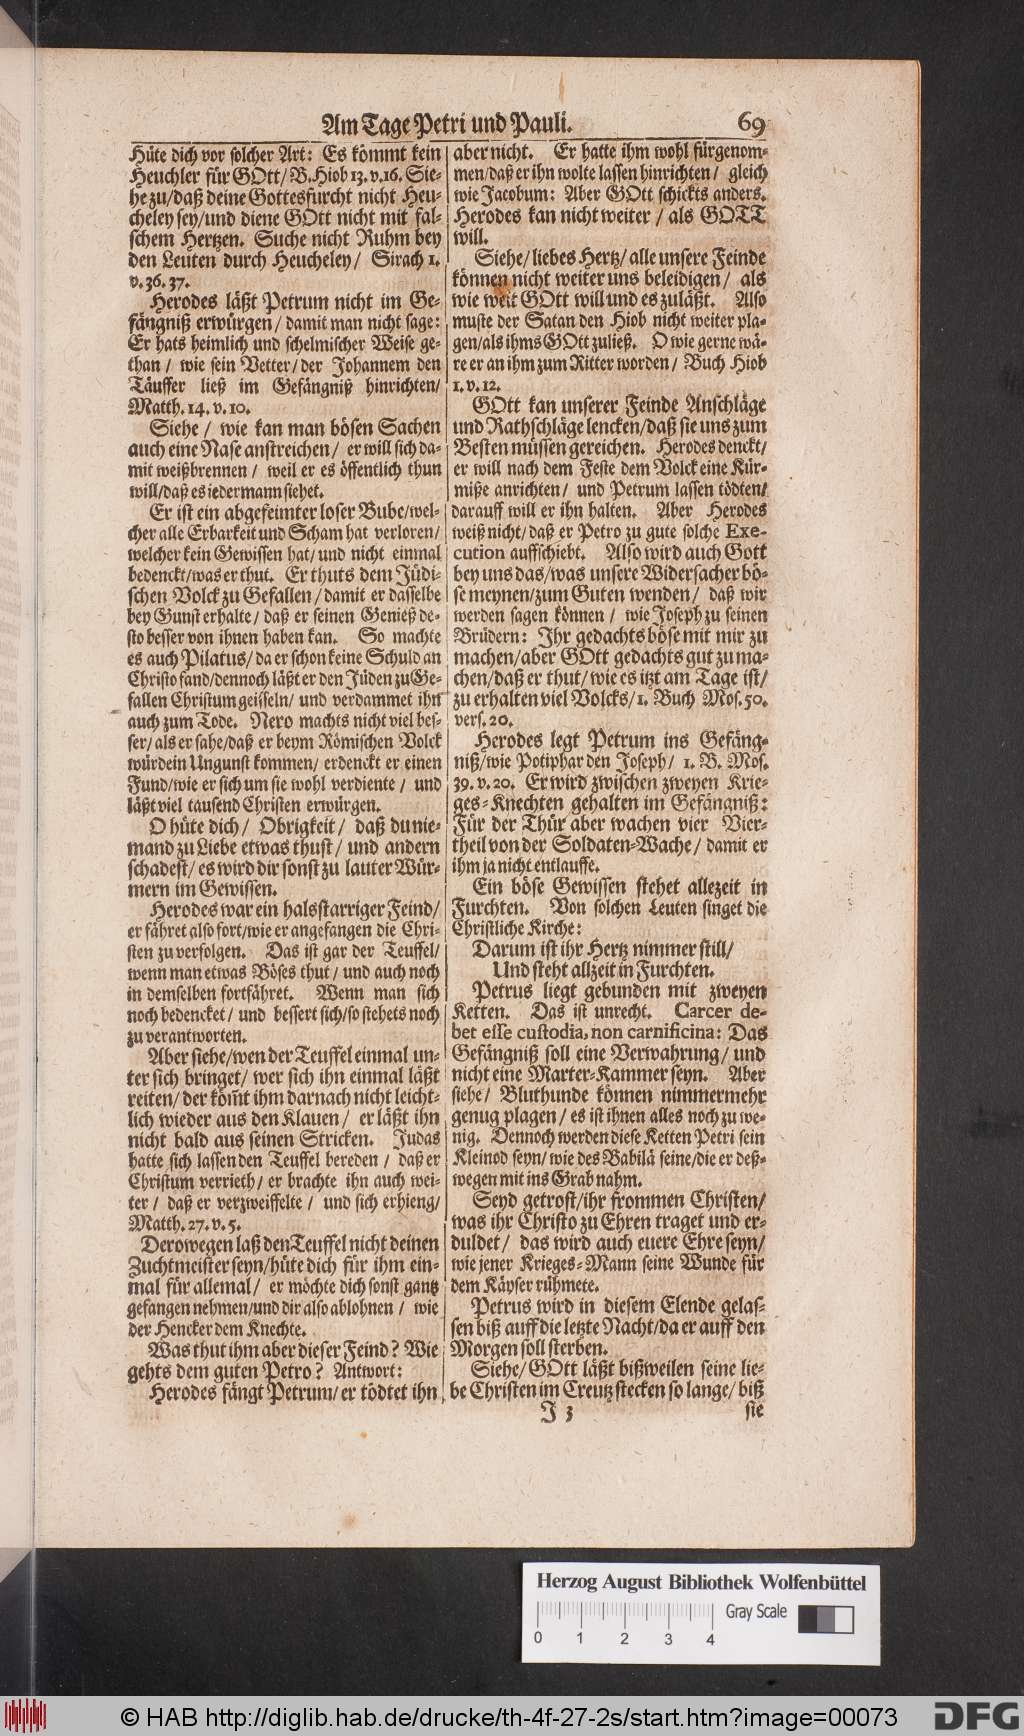 Am Tage Petri und Pauli. 69
Hüte dich vor solcher Art: Es kömmt kein
Heuchler für GOtt/ B. Hiob 13. v. 16. Sie-
he zu/ daß deine Gottesfurcht nicht Heu-
cheley sey/ und diene GOtt nicht mit fal-
schem Hertzen. Suche nicht Ruhm bey
den Leuten durch Heucheley/ Sirach 1.
v. 36. 37.
Herodes läßt Petrum nicht im Ge-
fängniß erwürgen/ damit man nicht sage:
Er hats heimlich und schelmischer Weise ge-
than/ wie sein Vetter/ der Johannem den
Täuffer ließ im Gefängniß hinrichten/
Matth. 14. v. 10.
Siehe/ wie kan man bösen Sachen
auch eine Nase anstreichen/ er will sich da-
mit weißbrennen/ weil er es öffentlich thun
will/ daß es iedermann siehet.
Er ist ein abgefeimter loser Bube/ wel-
cher alle Erbarkeit und Scham hat verloren/
welcher kein Gewissen hat/ und nicht einmal
bedenckt/ was er thut. Er thuts dem Jüdi-
schen Volck zu Gefallen/ damit er dasselbe
bey Gunst erhalte/ daß er seinen Genieß de-
sto besser von ihnen haben kan. So machte
es auch Pilatus/ da er schon keine Schuld an
Christo fand/ dennoch läßt er den Jüden zu Ge-
fallen Christum geisseln/ und verdammet ihn
auch zum Tode. Nero machts nicht viel bes-
ser/ als er sahe/ daß er beym Römischen Volck
würde in Ungunst kommen/ erdenckt er einen
Fund/ wie er sich um sie wohl verdiente/ und
läßt viel tausend Christen erwürgen.
O hüte dich/ Obrigkeit/ daß du nie-
mand zu Liebe etwas thust/ und andern
schadest/ es wird dir sonst zu lauter Wür-
mern im Gewissen.
Herodes war ein halsstarriger Feind/
er fähret also fort/ wie er angefangen die Chri-
sten zu verfolgen. Das ist gar der Teuffel/
wenn man etwas Böses thut/ und auch noch
in demselben fortfähret. Wenn man sich
noch bedencket/ und bessert sich/ so stehets noch
zu verantworten.
Aber siehe/ wen der Teuffel einmal un-
ter sich bringet/ wer sich ihn einmal läßt
reiten/ der kom̃t ihm darnach nicht leicht-
lich wieder aus den Klauen/ er läßt ihn
nicht bald aus seinen Stricken. Judas
hatte sich lassen den Teuffel bereden/ daß er
Christum verrieth/ er brachte ihn auch wei-
ter/ daß er verzweiffelte/ und sich erhieng/
Matth. 27. v. 5.
Derowegen laß den Teuffel nicht deinen
Zuchtmeister seyn/ hüte dich für ihm ein-
mal für allemal/ er möchte dich sonst gantz
gefangen nehmen/ und dir also ablohnen/ wie
der Hencker dem Knechte.
Was thut ihm aber dieser Feind? Wie
gehts dem guten Petro? Antwort:
Herodes fängt Petrum/ er tödtet ihn
aber nicht. Er hatte ihm wohl fürgenom-
men/ daß er ihn wolte lassen hinrichten/ gleich
wie Jacobum: Aber GOtt schickts anders.
Herodes kan nicht weiter/ als GOTT
will.
Siehe/ liebes Hertz/ alle unsere Feinde
können nicht weiter uns beleidigen/ als
wie weit GOtt will und es zuläßt. Also
muste der Satan den Hiob nicht weiter pla-
gen/ als ihms GOtt zuließ. O wie gerne wä-
re er an ihm zum Ritter worden/ Buch Hiob
1. v. 12.
GOtt kan unserer Feinde Anschläge
und Rathschläge lencken/ daß sie uns zum
Besten müssen gereichen. Herodes denckt/
er will nach dem Feste dem Volck eine Kür-
miße anrichten/ und Petrum lassen tödten/
darauff will er ihn halten. Aber Herodes
weiß nicht/ daß er Petro zu gute solche Exe-
cution auffschiebt. Also wird auch Gott
bey uns das/ was unsere Widersacher bö-
se meynen/ zum Guten wenden/ daß wir
werden sagen können/ wie Joseph zu seinen
Brüdern: Ihr gedachts böse mit mir zu
machen/ aber GOtt gedachts gut zu ma-
chen/ daß er thut/ wie es itzt am Tage ist/
zu erhalten viel Volcks/ 1. Buch Mos. 50.
vers. 20.
Herodes legt Petrum ins Gefäng-
niß/ wie Potiphar den Joseph/ 1. B. Mos.
39. v. 20. Er wird zwischen zweyen Krie-
ges-Knechten gehalten im Gefängniß:
Für der Thür aber wachen vier Vier-
theil von der Soldaten-Wache/ damit er
ihm ja nicht entlauffe.
Ein böse Gewissen stehet allezeit in
Furchten. Von solchen Leuten singet die
Christliche Kirche:
Darum ist ihr Hertz nimmer still/
Und steht allzeit in Furchten.
Petrus liegt gebunden mit zweyen
Ketten. Das ist unrecht. Carcer de-
bet esse custodia, non carnificina: Das
Gefängniß soll eine Verwahrung/ und
nicht eine Marter-Kammer seyn. Aber
siehe/ Bluthunde können nimmermehr
genug plagen/ es ist ihnen alles noch zu we-
nig. Dennoch werden diese Ketten Petri sein
Kleinod seyn/ wie des Babilä seine/ die er deß-
wegen mit ins Grab nahm.
Seyd getrost/ ihr frommen Christen/
was ihr Christo zu Ehren traget und er-
duldet/ das wird auch euere Ehre seyn/
wie jener Krieges-Mann seine Wunde für
dem Käyser rühmete.
Petrus wird in diesem Elende gelas-
sen biß auff die letzte Nacht/ da er auff den
Morgen soll sterben.
Siehe/ GOtt läßt bißweilen seine lie-
be Christen im Creutz stecken so lange/ biß
J 3 sie
Herzog August Bibliothek Wolfenbüttel
Gray Scale
0 1 2 3 4
© HAB http://diglib.hab.de/drucke/th-4f-27-2s/start.htm?image=00073
DFG